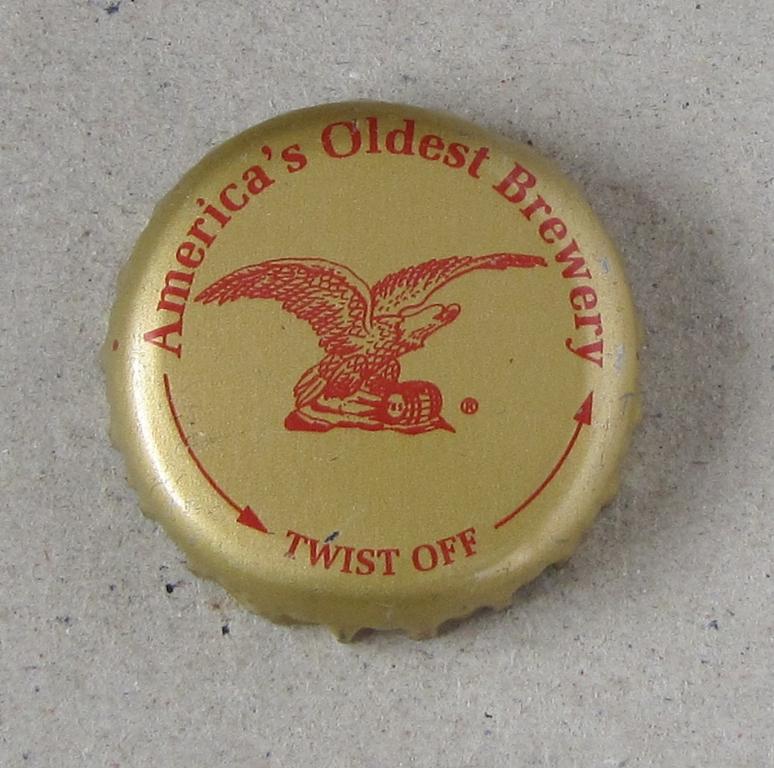 America's Oldest Brewery
®
TWIST OFF